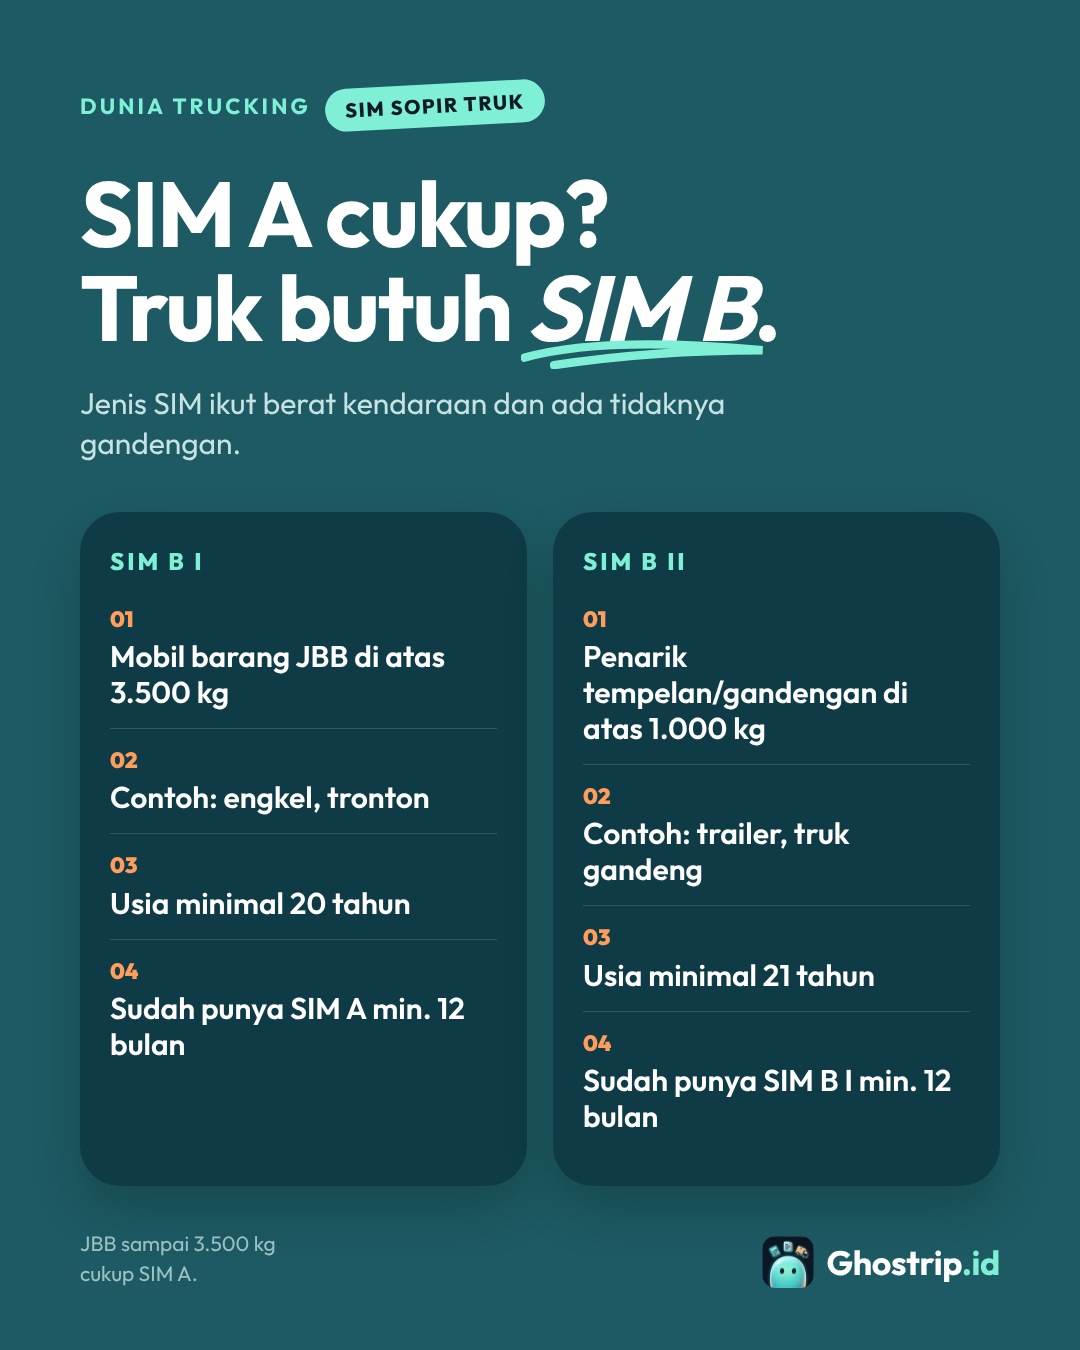 DUNIA TRUCKING
SIM SOPIR TRUK
SIM A cukup?
Truk butuh SIM B.
Jenis SIM ikut berat kendaraan dan ada tidaknya
gandengan.
SIM B I
01
Mobil barang JBB di atas
3.500 kg
02
Contoh: engkel, tronton
03
Usia minimal 20 tahun
04
Sudah punya SIM A min. 12
bulan
SIM B II
01
Penarik
tempelan/gandengan di
atas 1.000 kg
02
Contoh: trailer, truk
gandeng
03
Usia minimal 21 tahun
04
Sudah punya SIM B I min. 12
bulan
JBB sampai 3.500 kg
cukup SIM A.
Ghostrip.id